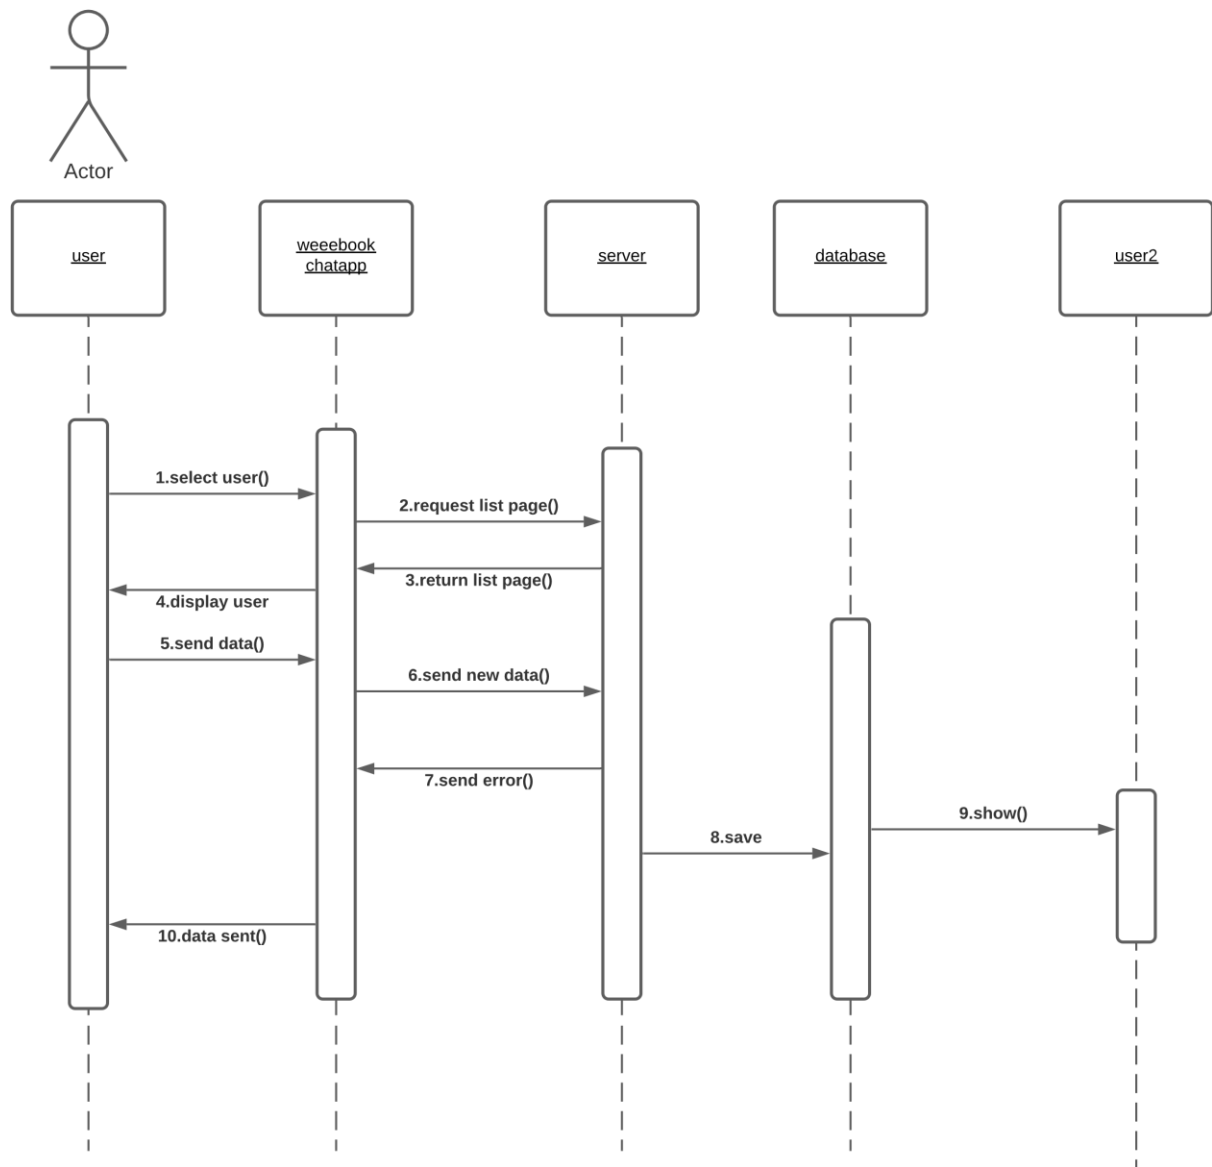 Actor
user
weeebook
chatapp
server
database
user2
1.select user()
2.request list page()
3.return list page()
4.display user
5.send data()
6.send new data()
7.send error()
9.show()
8.save
10.data sent()